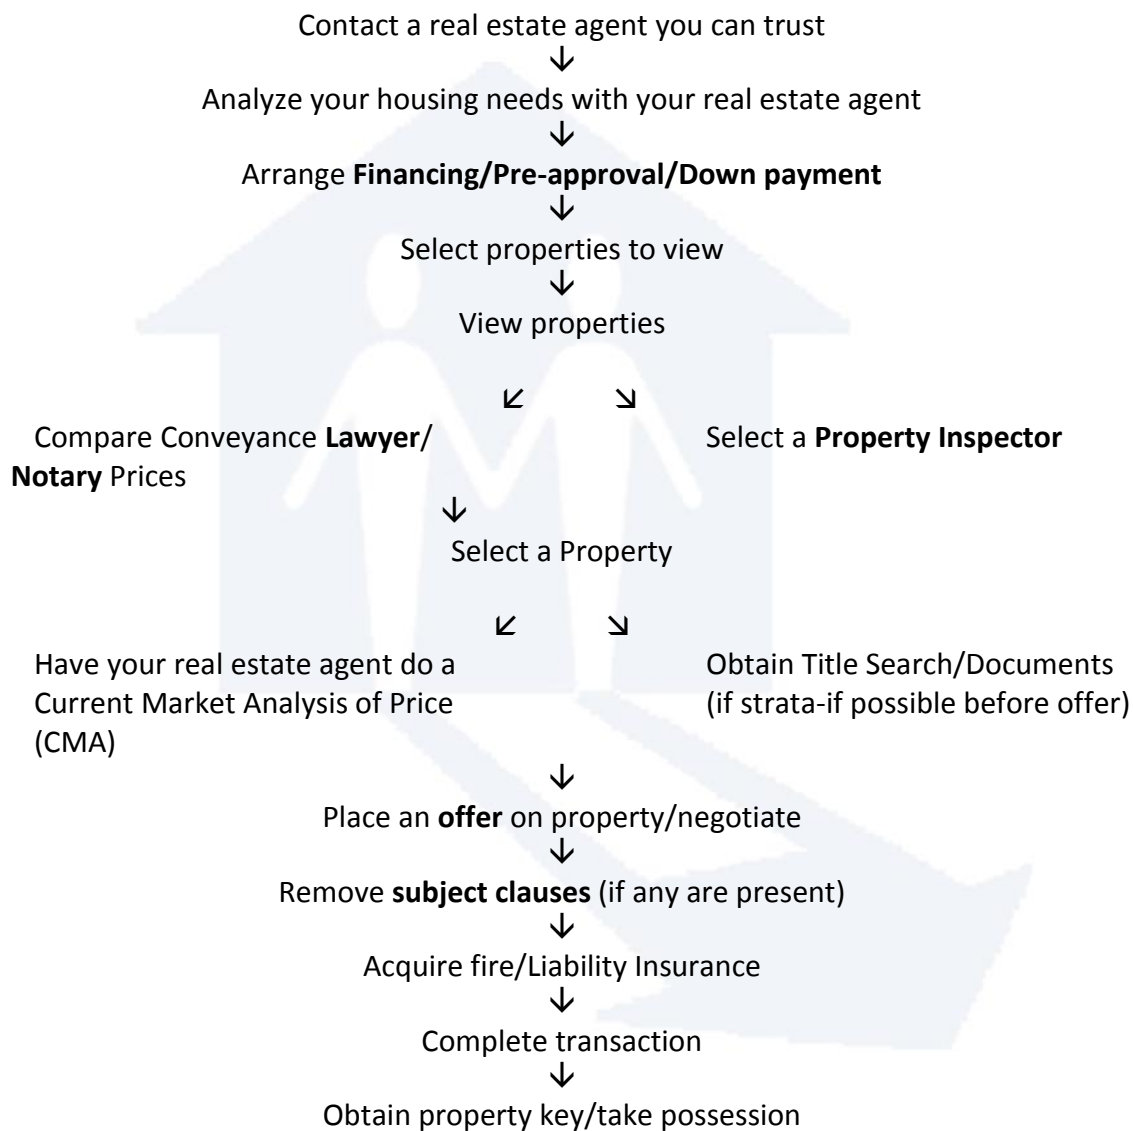 Contact a real estate agent you can trust
↓
Analyze your housing needs with your real estate agent
↓
Arrange Financing/Pre-approval/Down payment
↓
Select properties to view
↓
View properties
↙ ↘
Compare Conveyance Lawyer/
Notary Prices
Select a Property Inspector
↓
Select a Property
↙ ↘
Have your real estate agent do a
Current Market Analysis of Price
(CMA)
Obtain Title Search/Documents
(if strata-if possible before offer)
↓
Place an offer on property/negotiate
↓
Remove subject clauses (if any are present)
↓
Acquire fire/Liability Insurance
↓
Complete transaction
↓
Obtain property key/take possession